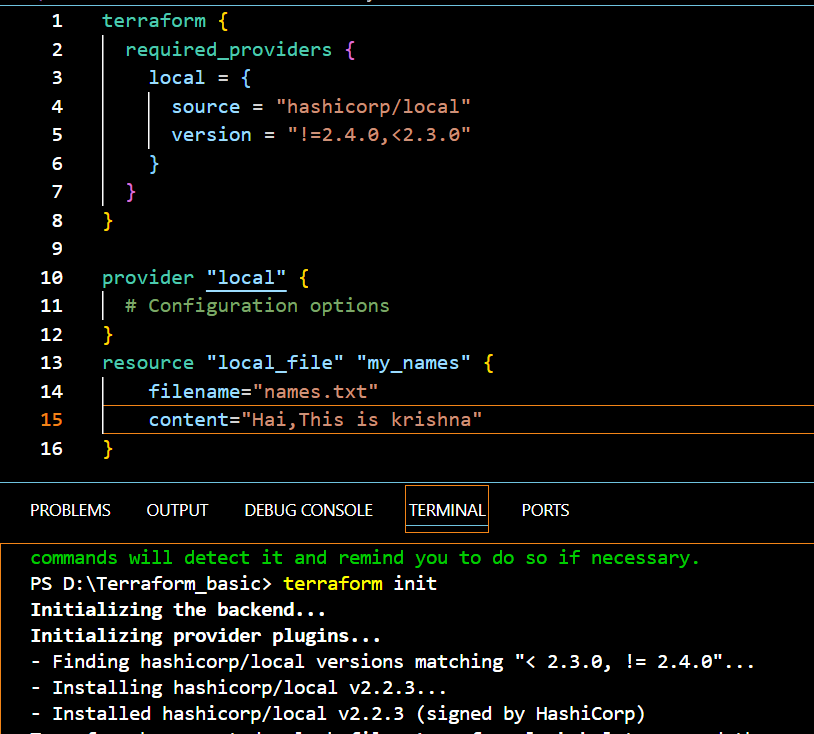 1 terraform {
2 required_providers {
3 local = {
4 source = "hashicorp/local"
5 version = "!=2.4.0,<2.3.0"
6 }
7 }
8 }
9
10 provider "local" {
11 # Configuration options
12 }
13 resource "local_file" "my_names" {
14 filename="names.txt"
15 content="Hai,This is krishna"
16 }
PROBLEMS OUTPUT DEBUG CONSOLE TERMINAL PORTS
commands will detect it and remind you to do so if necessary.
PS D:\Terraform_basic> terraform init
Initializing the backend...
Initializing provider plugins...
- Finding hashicorp/local versions matching "< 2.3.0, != 2.4.0"...
- Installing hashicorp/local v2.2.3...
- Installed hashicorp/local v2.2.3 (signed by HashiCorp)